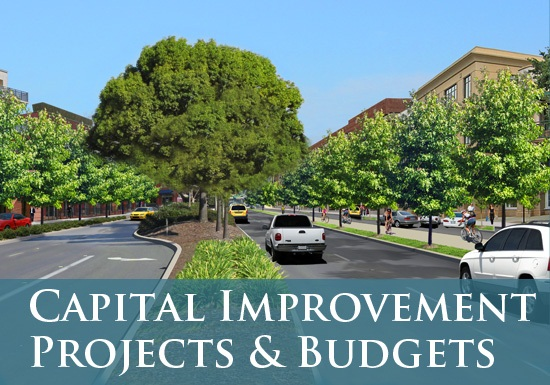 CAPITAL IMPROVEMENT
PROJECTS & BUDGETS